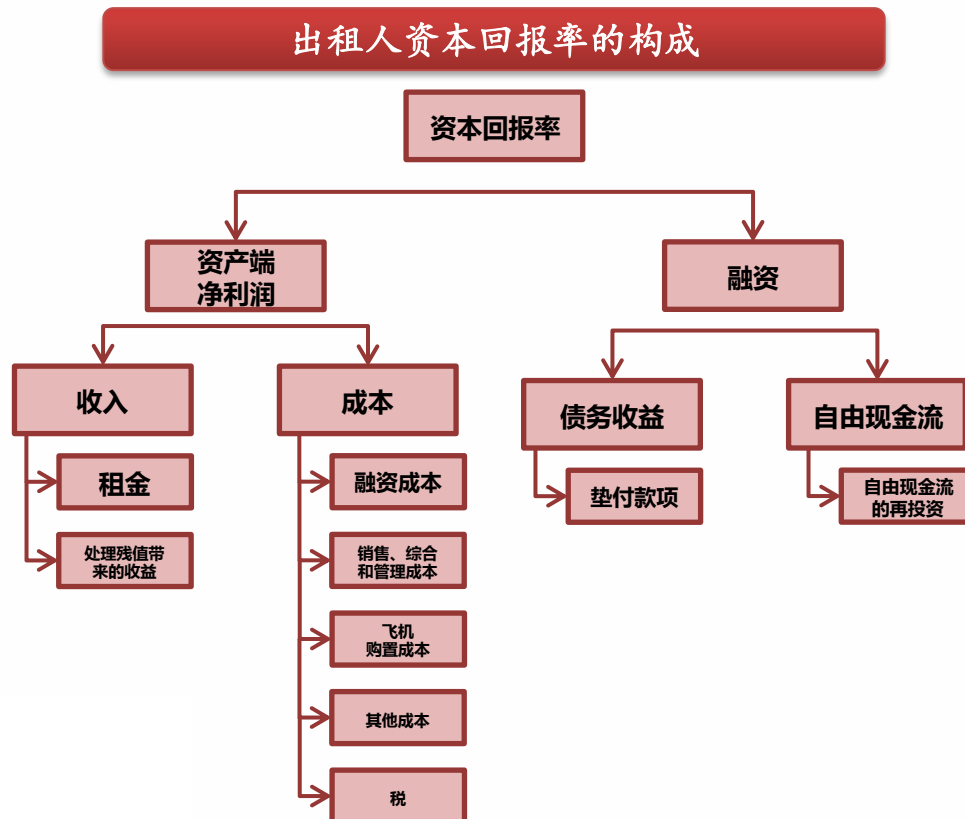 出租人资本回报率的构成
资本回报率
资产端
净利润
融资
收入
成本
债务收益
自由现金流
租金
融资成本
垫付款项
自由现金流
的再投资
处理残值带
来的收益
销售、综合
和管理成本
飞机
购置成本
其他成本
税